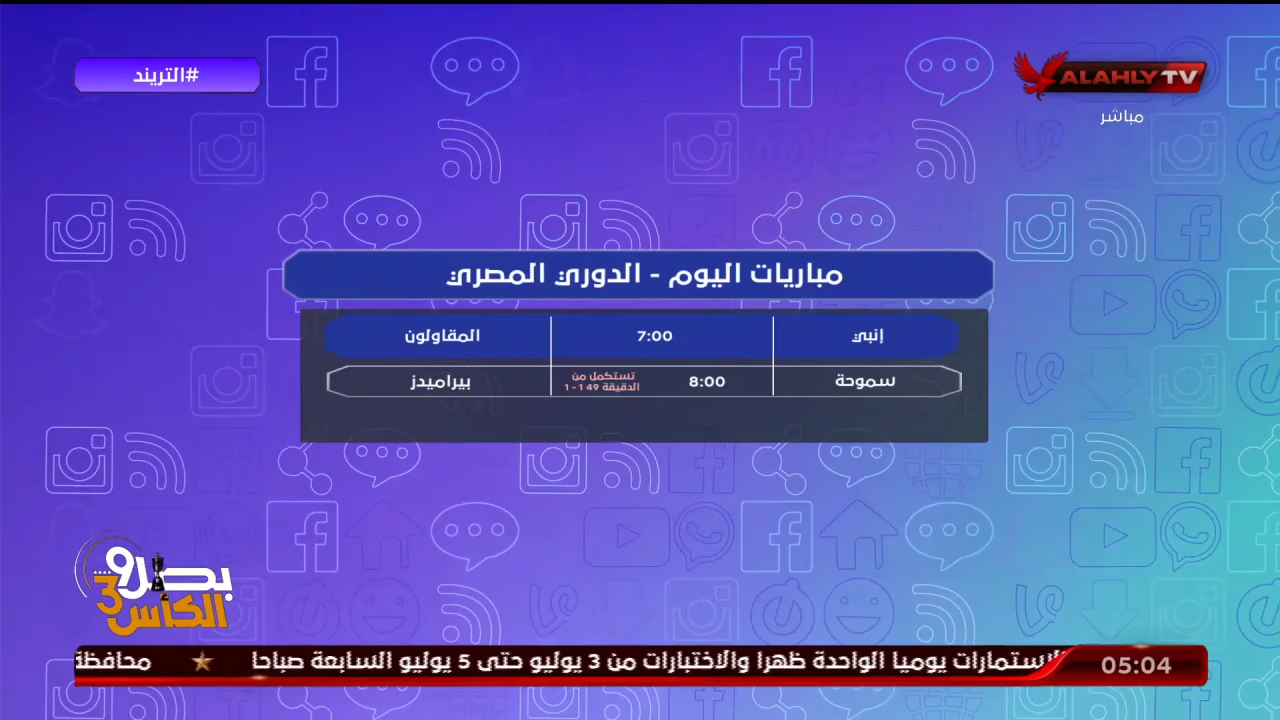 #التريند
ALAHLY TV
مباشر
مباريات اليوم - الدوري المصري
إنبي 7:00 المقاولون
سموحة 8:00 تستكمل من الدقيقة 49 1 - 1 بيراميدز
الكأس 3
الاستمارات يوميا الواحدة ظهرا والاختبارات من 3 يوليو حتى 5 يوليو السابعة صباحا ★ محافظة
05:04